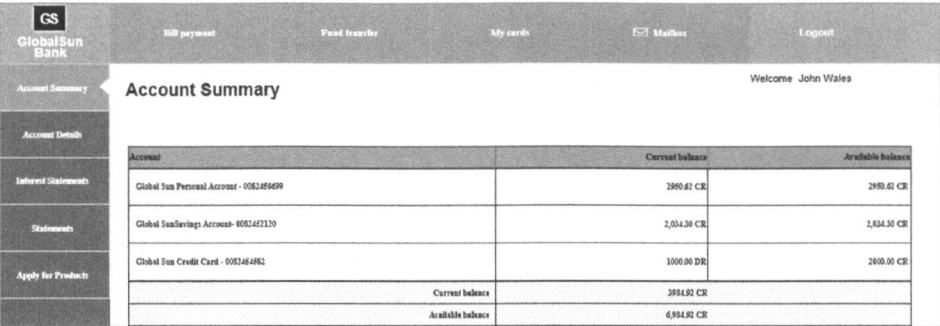 GS
GlobalSun
Bank
Bill payment Fund transfer My cards Mailbox Logout
Account Summary
Account Details
Interest Statements
Statements
Apply for Products
Welcome John Wales
Account Summary
Account Current balance Available balance
Global Sun Personal Account - 0082456699 2950.62 CR 2950.62 CR
Global SunSavings Account- 0082462120 2,034.30 CR 2,034.30 CR
Global Sun Credit Card - 0082464662 1000.00 DR 2000.00 CR
Current balance 3984.92 CR
Available balance 6,984.92 CR